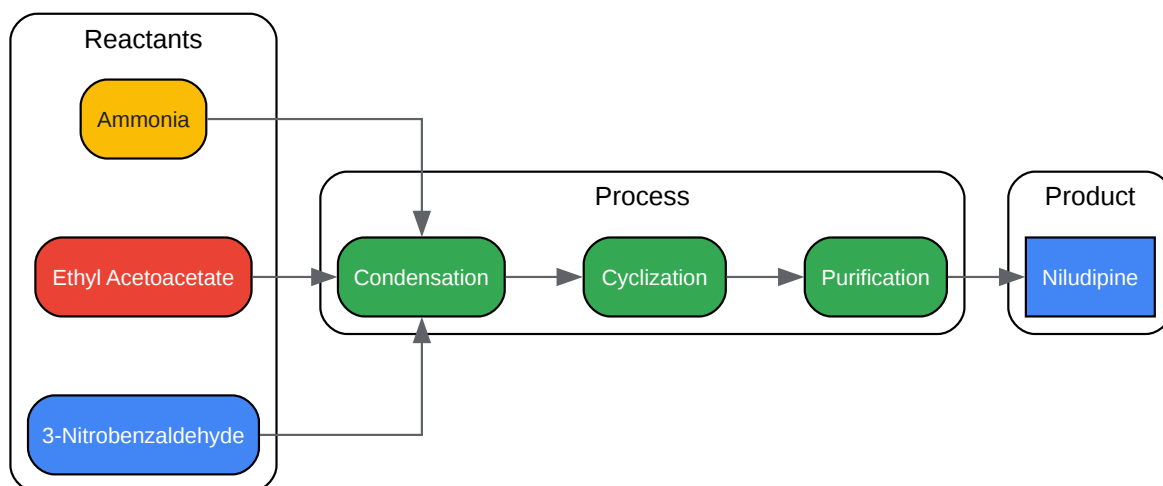 Reactants
Ammonia
Ethyl Acetoacetate
3-Nitrobenzaldehyde
Process
Condensation
Cyclization
Purification
Product
Niludipine